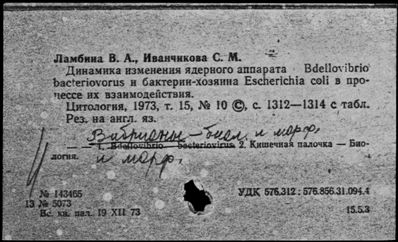 Ламбина В. А., Иванчикова С. М.
Динамика изменения ядерного аппарата Bdellovibrio
bacteriovorus и бактерии-хозяина Escherichia coli в про-
цессе их взаимодействия.
Цитология, 1973, т. 15, № 10 ©, с. 1312—1314 с табл.
Рез. на англ. яз.
Вибрионы — биол. и морф.
1. Bdellovibrio bacteriovirus 2. Кишечная палочка — Био-
логия.
и морф.
№ 143465
13 № 5073
Вс. кн. пал. 19 XII 73
УДК 576.312 : 576.856.31.094.4
15.5.3